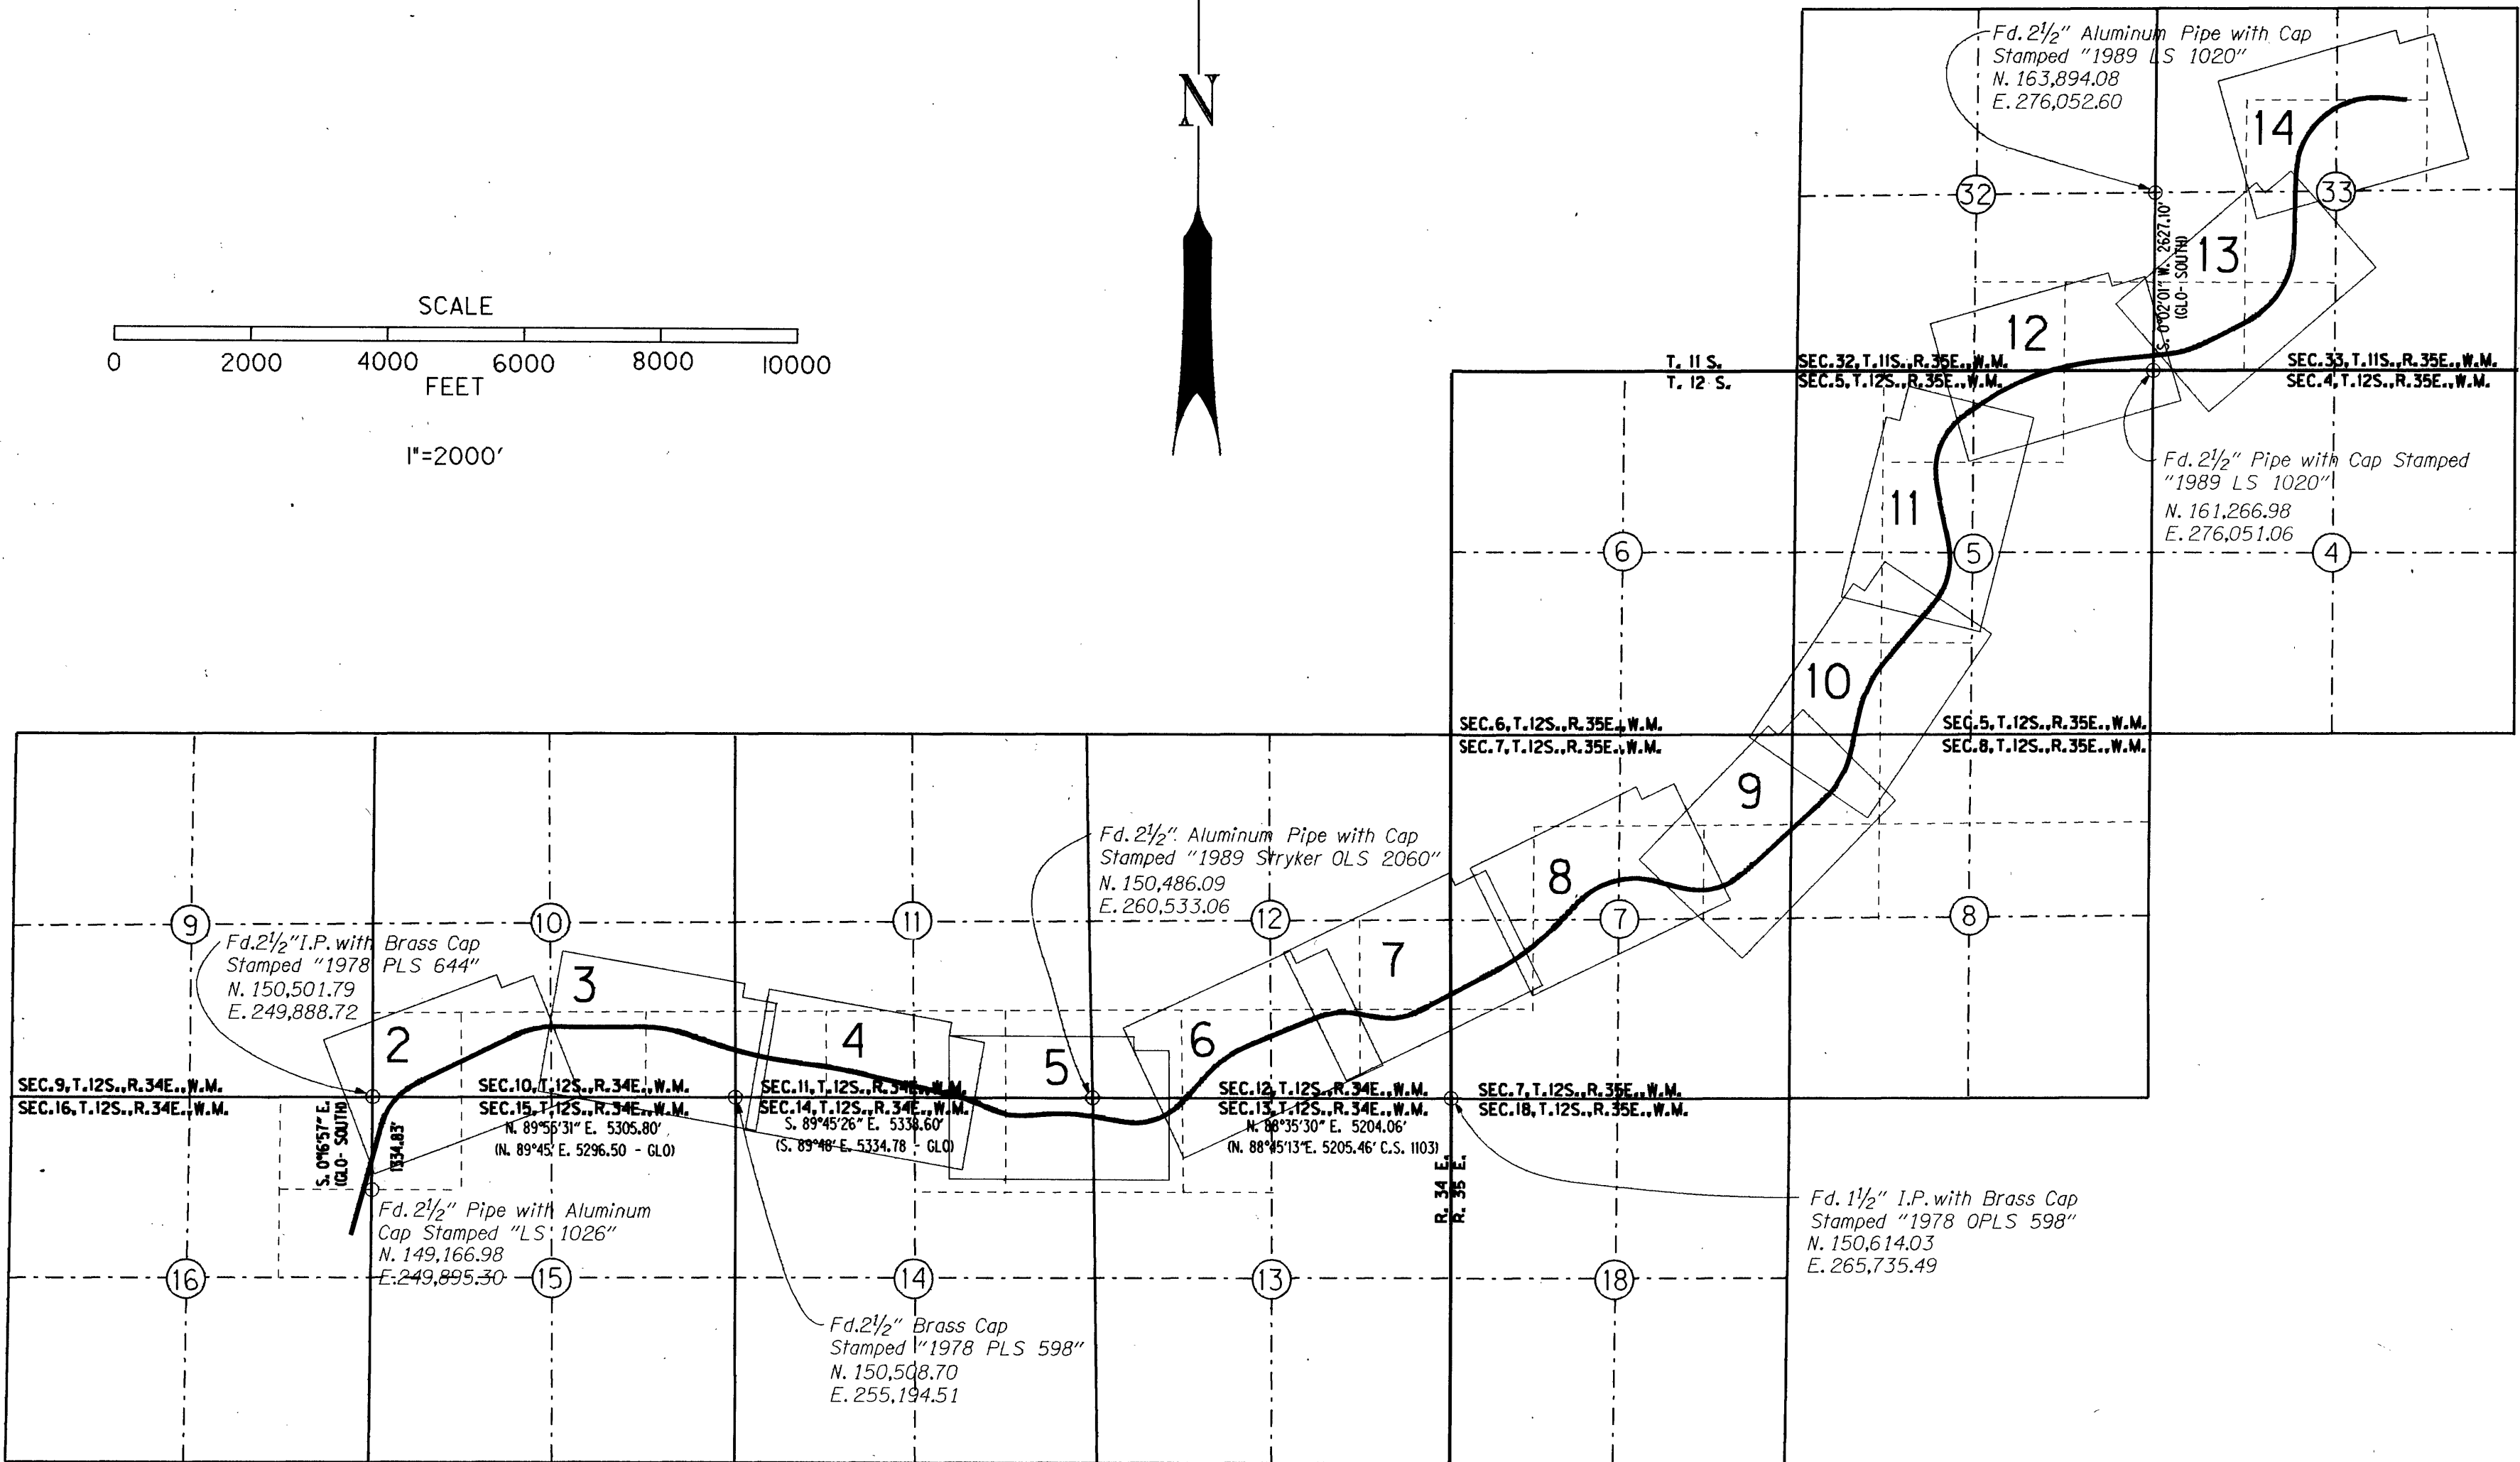 Fd. 2½" Aluminum Pipe with Cap
Stamped "1989 LS 1020"
N. 163,894.08
E. 276,052.60
N
14
32
33
SCALE
0 2000 4000 6000 8000 10000
FEET
1"=2000'
13
S. 0°02'01" W. 2627.10'
(GLO- SOUTH)
12
T. 11 S.
T. 12 S.
SEC.32,T.11S.,R.35E.,W.M.
SEC.5,T.12S.,R.35E.,W.M.
SEC.33,T.11S.,R.35E.,W.M.
SEC.4,T.12S.,R.35E.,W.M.
Fd. 2½" Pipe with Cap Stamped
"1989 LS 1020"
N. 161,266.98
E. 276,051.06
11
6
5
4
10
SEC.6,T.12S.,R.35E.,W.M.
SEC.7,T.12S.,R.35E.,W.M.
SEC.5,T.12S.,R.35E.,W.M.
SEC.8,T.12S.,R.35E.,W.M.
9
Fd. 2½" Aluminum Pipe with Cap
Stamped "1989 Stryker OLS 2060"
N. 150,486.09
E. 260,533.06
8
9
10
11
12
7
8
7
Fd.2½"I.P. with Brass Cap
Stamped "1978 PLS 644"
N. 150,501.79
E. 249,888.72
3
2
4
5
6
SEC.9,T.12S.,R.34E.,W.M.
SEC.16,T.12S.,R.34E.,W.M.
SEC.10,T.12S.,R.34E.,W.M.
SEC.15,T.12S.,R.34E.,W.M.
N. 89°55'31" E. 5305.80'
(N. 89°45' E. 5296.50 - GLO)
SEC.11,T.12S.,R.34E.,W.M.
SEC.14,T.12S.,R.34E.,W.M.
S. 89°45'26" E. 5338.60'
(S. 89°48' E. 5334.78 - GLO)
SEC.12,T.12S.,R.34E.,W.M.
SEC.13,T.12S.,R.34E.,W.M.
N. 88°35'30" E. 5204.06'
(N. 88°45'13"E. 5205.46' C.S. 1103)
SEC.7,T.12S.,R.35E.,W.M.
SEC.18,T.12S.,R.35E.,W.M.
S. 0°16'57" E.
(GLO- SOUTH)
1334.83'
R. 34 E.
R. 35 E.
Fd. 2½" Pipe with Aluminum
Cap Stamped "LS 1026"
N. 149,166.98
E. 249,895.30
Fd. 1½" I.P. with Brass Cap
Stamped "1978 OPLS 598"
N. 150,614.03
E. 265,735.49
16
15
14
13
18
Fd.2½" Brass Cap
Stamped "1978 PLS 598"
N. 150,508.70
E. 255,194.51